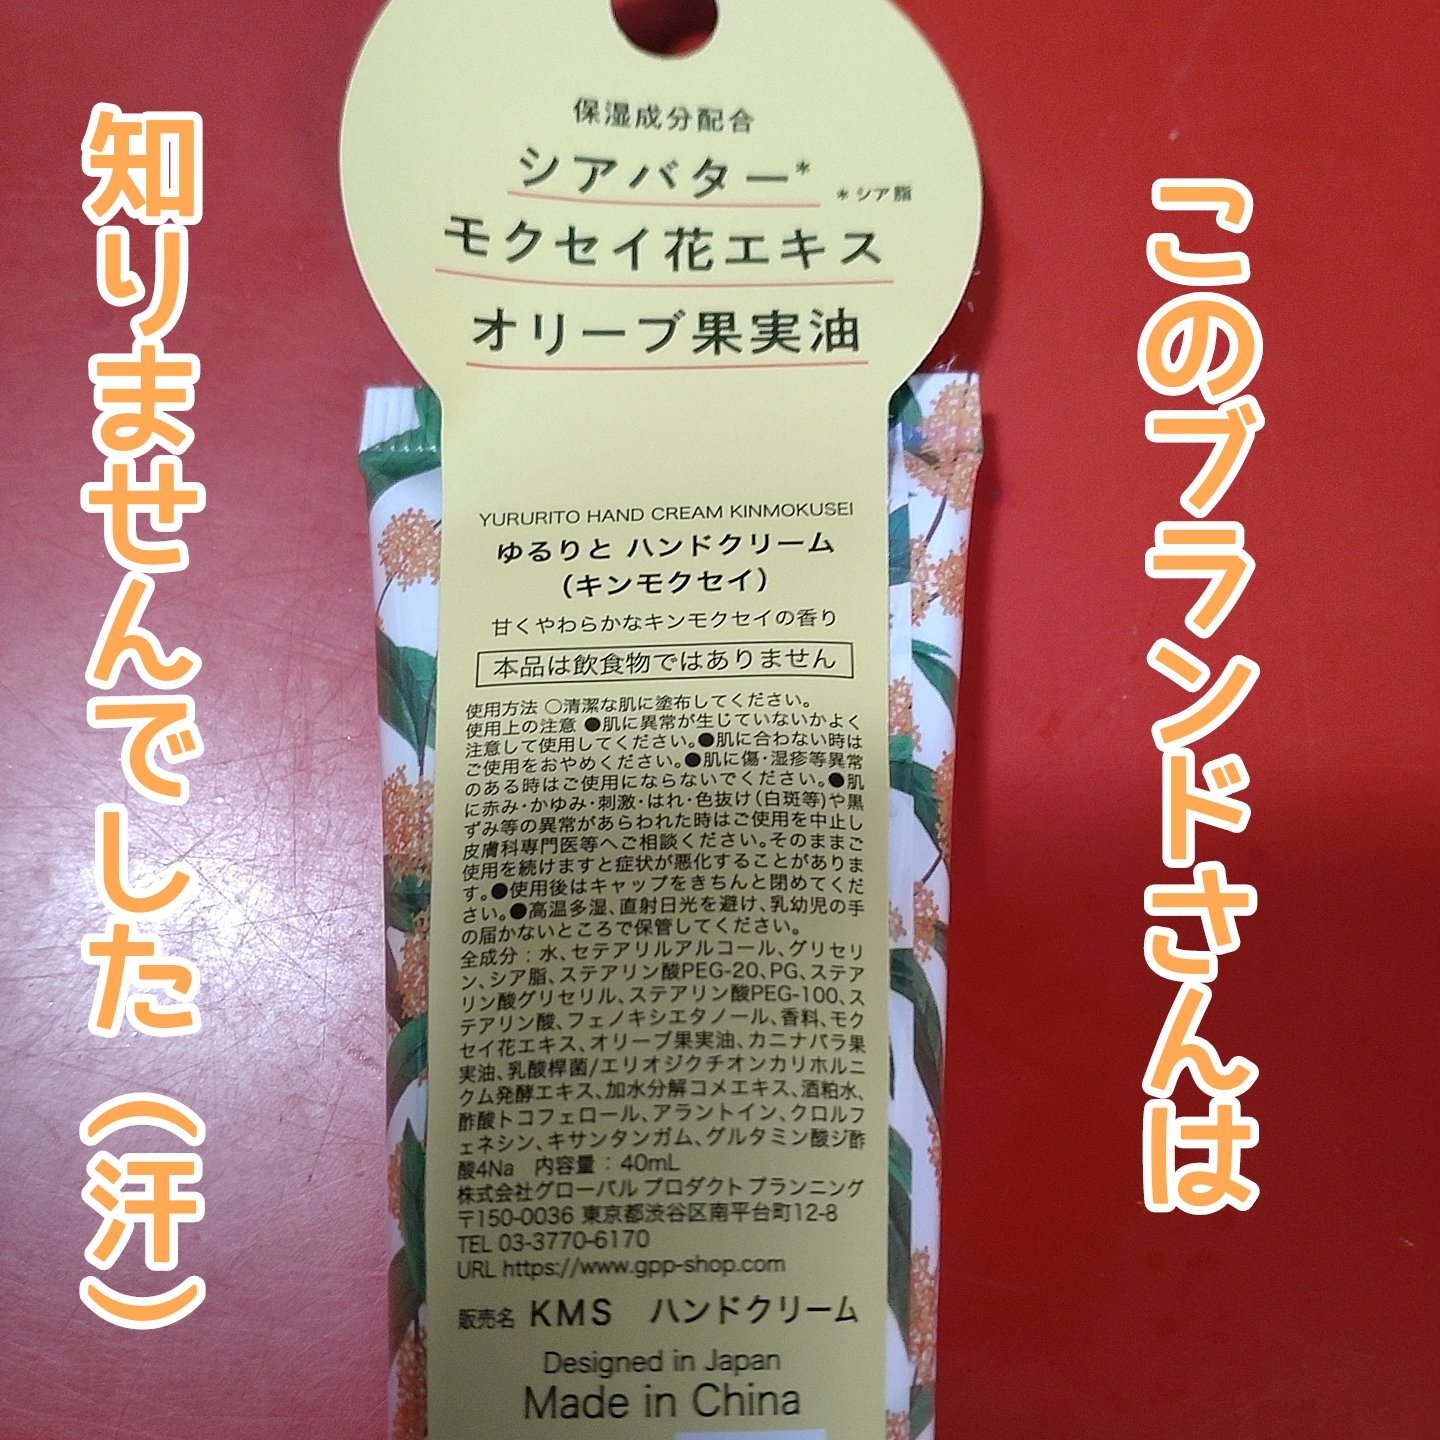 このブランドさんは
知りませんでした（汗）
保湿成分配合
シアバター*
*シア脂
モクセイ花エキス
オリーブ果実油
YURURITO HAND CREAM KINMOKUSEI
ゆるりと ハンドクリーム
（キンモクセイ）
甘くやわらかなキンモクセイの香り
本品は飲食物ではありません
使用方法 ○清潔な肌に塗布してください。
使用上の注意 ●肌に異常が生じていないかよく
注意して使用してください。●肌に合わない時は
ご使用をおやめください。●肌に傷・湿疹等異常
のある時はご使用にならないでください。●肌
に赤み・かゆみ・刺激・はれ・色抜け（白斑等）や黒
ずみ等の異常があらわれた時はご使用を中止し
皮膚科専門医等へご相談ください。そのままご
使用を続けますと症状が悪化することがありま
す。●使用後はキャップをきちんと閉めてくだ
さい。●高温多湿、直射日光を避け、乳幼児の手
の届かないところで保管してください。
全成分：水、セテアリルアルコール、グリセリ
ン、シア脂、ステアリン酸PEG-20、PG、ステア
リン酸グリセリル、ステアリン酸PEG-100、ス
テアリン酸、フェノキシエタノール、香料、モク
セイ花エキス、オリーブ果実油、カニナバラ果
実油、乳酸桿菌/エリオジクチオンカリホルニ
クム発酵エキス、加水分解コメエキス、酒粕水、
酢酸トコフェロール、アラントイン、クロルフ
ェネシン、キサンタンガム、グルタミン酸ジ酢
酸4Na 内容量：40mL
株式会社グローバル プロダクト プランニング
〒150-0036 東京都渋谷区南平台町12-8
TEL 03-3770-6170
URL https://www.gpp-shop.com
販売名 KMS ハンドクリーム
Designed in Japan
Made in China